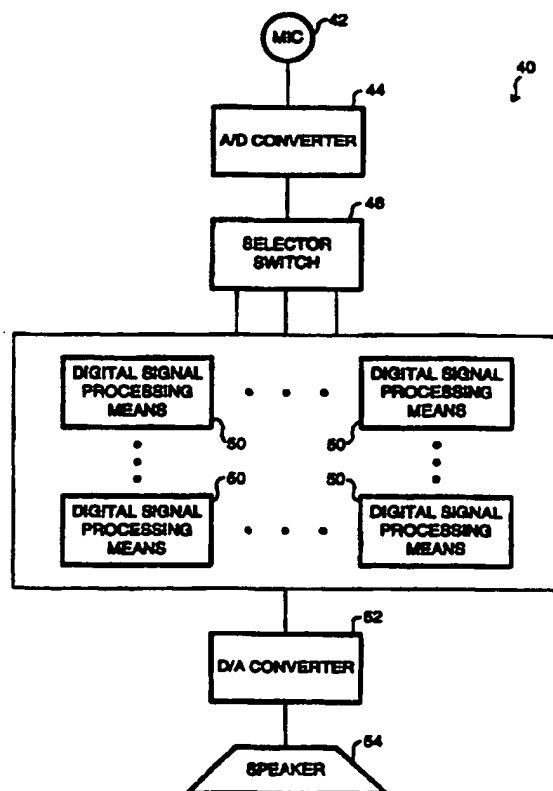 42
MIC
40
44
A/D CONVERTER
48
SELECTOR
SWITCH
DIGITAL SIGNAL
PROCESSING
MEANS
DIGITAL SIGNAL
PROCESSING
MEANS
50
50
50
50
DIGITAL SIGNAL
PROCESSING
MEANS
DIGITAL SIGNAL
PROCESSING
MEANS
52
D/A CONVERTER
54
SPEAKER